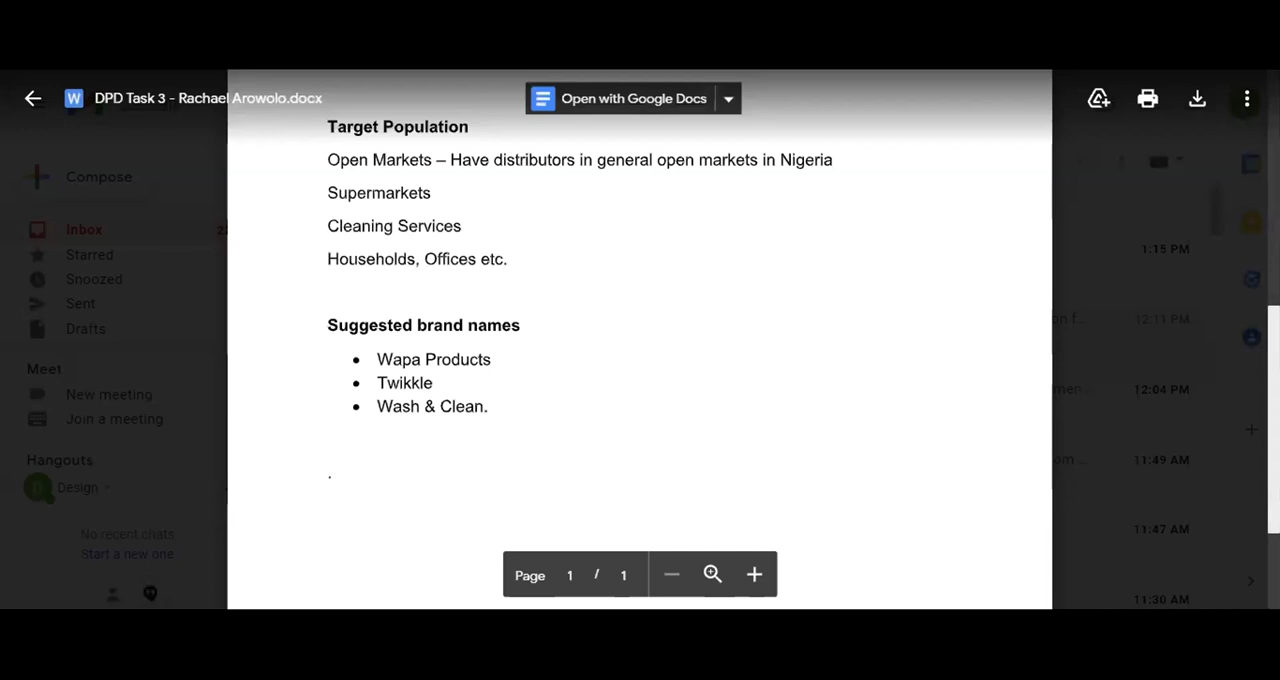 DPD Task 3 - Rachael Arowolo.docx
Open with Google Docs
Target Population
Open Markets – Have distributors in general open markets in Nigeria
Supermarkets
Cleaning Services
Households, Offices etc.
Suggested brand names
• Wapa Products
• Twikkle
• Wash & Clean.
.
Page 1 / 1
Compose
Inbox
Starred
Snoozed
Sent
Drafts
Meet
New meeting
Join a meeting
Hangouts
Design
No recent chats
Start a new one
1:15 PM
12:11 PM
12:04 PM
11:49 AM
11:47 AM
11:30 AM